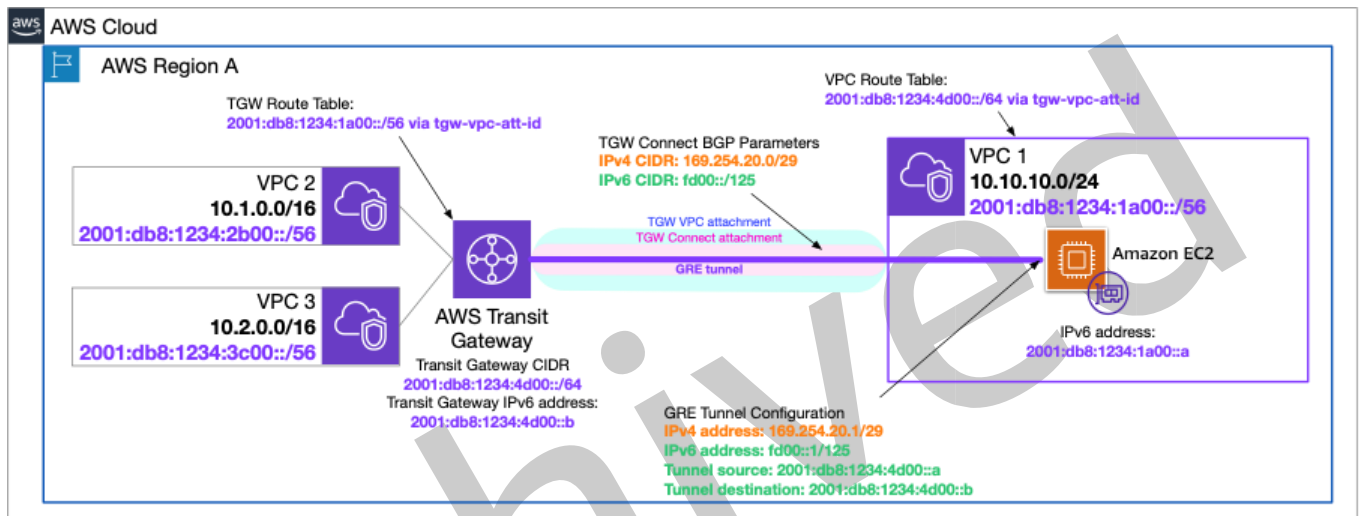 aws
AWS Cloud
AWS Region A
TGW Route Table:
2001:db8:1234:1a00::/56 via tgw-vpc-att-id
VPC Route Table:
2001:db8:1234:4d00::/64 via tgw-vpc-att-id
TGW Connect BGP Parameters
IPv4 CIDR: 169.254.20.0/29
IPv6 CIDR: fd00::/125
VPC 2
10.1.0.0/16
2001:db8:1234:2b00::/56
VPC 3
10.2.0.0/16
2001:db8:1234:3c00::/56
AWS Transit
Gateway
Transit Gateway CIDR
2001:db8:1234:4d00::/64
Transit Gateway IPv6 address:
2001:db8:1234:4d00::b
TGW VPC attachment
TGW Connect attachment
GRE tunnel
VPC 1
10.10.10.0/24
2001:db8:1234:1a00::/56
Amazon EC2
IPv6 address:
2001:db8:1234:1a00::a
GRE Tunnel Configuration
IPv4 address: 169.254.20.1/29
IPv6 address: fd00::1/125
Tunnel source: 2001:db8:1234:4d00::a
Tunnel destination: 2001:db8:1234:4d00::b
hived